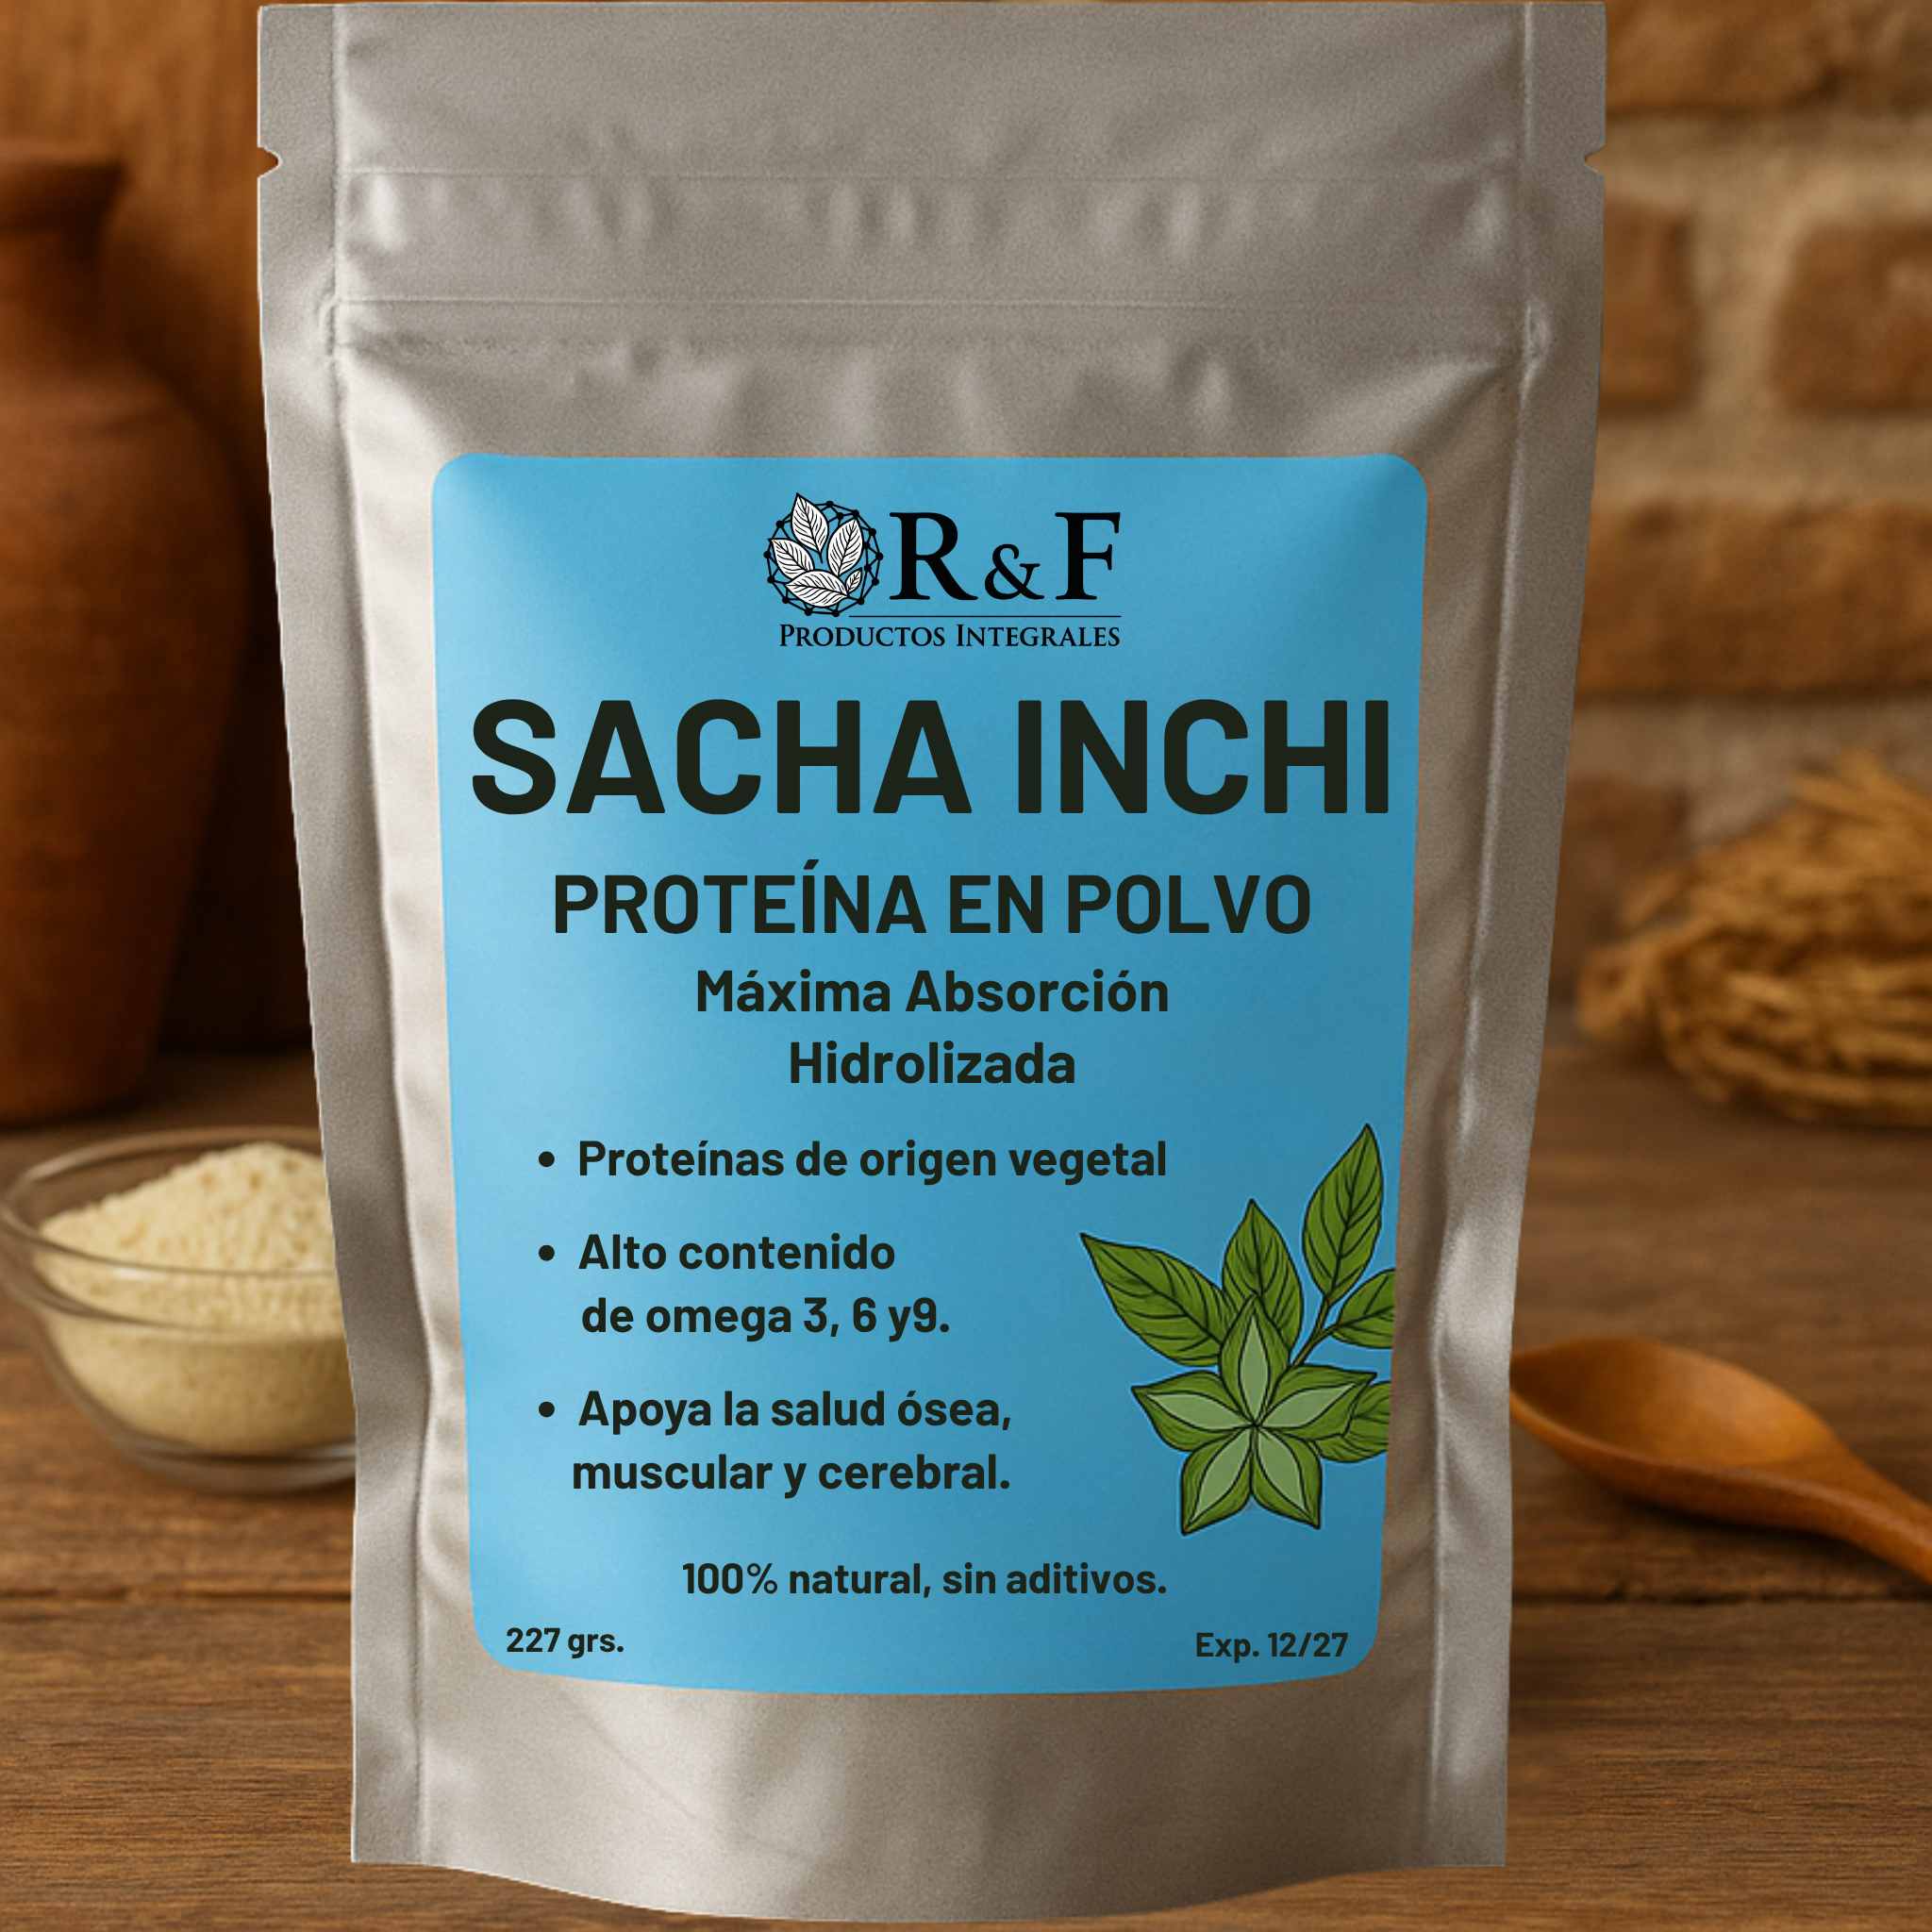 R & F
PRODUCTOS INTEGRALES
SACHA INCHI
PROTEÍNA EN POLVO
Máxima Absorción
Hidrolizada
• Proteínas de origen vegetal
• Alto contenido
de omega 3, 6 y9.
• Apoya la salud ósea,
muscular y cerebral.
100% natural, sin aditivos.
227 grs.
Exp. 12/27